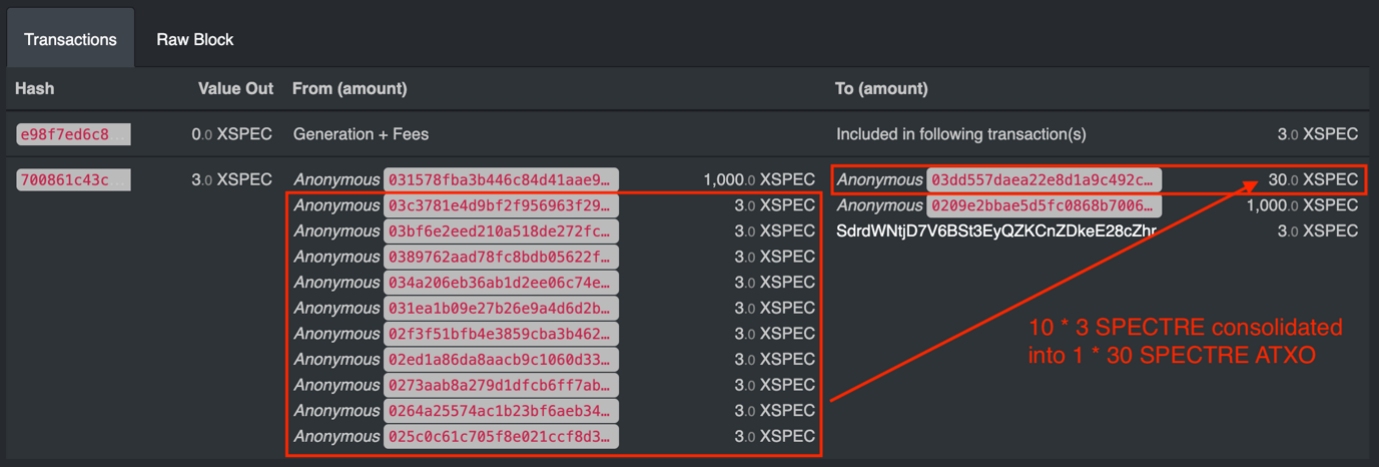 Transactions Raw Block
Hash Value Out From (amount) To (amount)
e98f7ed6c8 0.0 XSPEC Generation + Fees Included in following transaction(s) 3.0 XSPEC
700861c43c 3.0 XSPEC Anonymous 031578fba3b446c84d41aae9… 1,000.0 XSPEC Anonymous 03dd557daea22e8d1a9c492c… 30.0 XSPEC
Anonymous 03c3781e4d9bf2f956963f29… 3.0 XSPEC Anonymous 0209e2bbae5d5fc0868b7006… 1,000.0 XSPEC
Anonymous 03bf6e2eed210a518de272fc… 3.0 XSPEC SdrdWNtjD7V6BSt3EyQZKCnZDkeE28cZhr 3.0 XSPEC
Anonymous 0389762aad78fc8bdb05622f… 3.0 XSPEC
Anonymous 034a206eb36ab1d2ee06c74e… 3.0 XSPEC
Anonymous 031ea1b09e27b26e9a4d6d2b… 3.0 XSPEC
Anonymous 02f3f51bfb4e3859cba3b462… 3.0 XSPEC
Anonymous 02ed1a86da8aacb9c1060d33… 3.0 XSPEC
Anonymous 0273aab8a279d1dfcb6ff7ab… 3.0 XSPEC
Anonymous 0264a25574ac1b23bf6aeb34… 3.0 XSPEC
Anonymous 025c0c61c705f8e021ccf8d3… 3.0 XSPEC
10 * 3 SPECTRE consolidated
into 1 * 30 SPECTRE ATXO